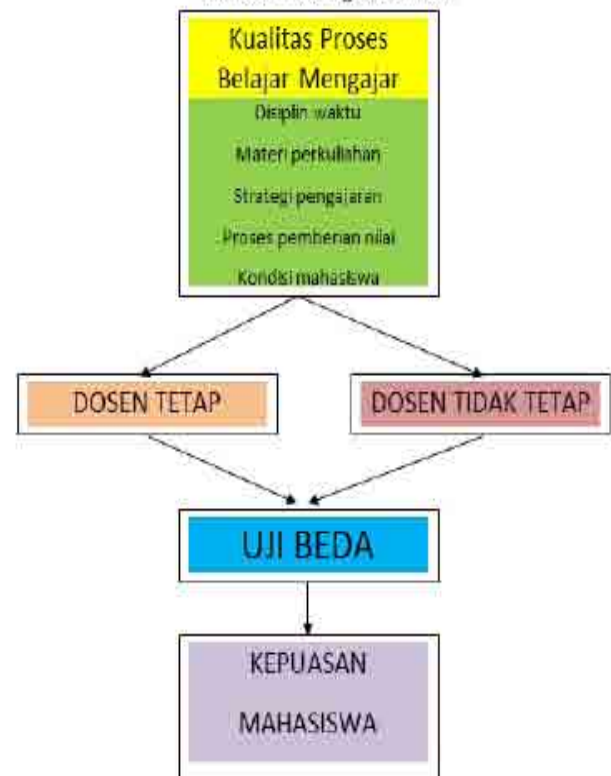 Kualitas Proses
Belajar Mengajar
Disiplin waktu
Materi perkuliahan
Strategi pengajaran
Proses pemberian nilai
Kondisi mahasiswa
DOSEN TETAP
DOSEN TIDAK TETAP
UJI BEDA
KEPUASAN
MAHASISWA